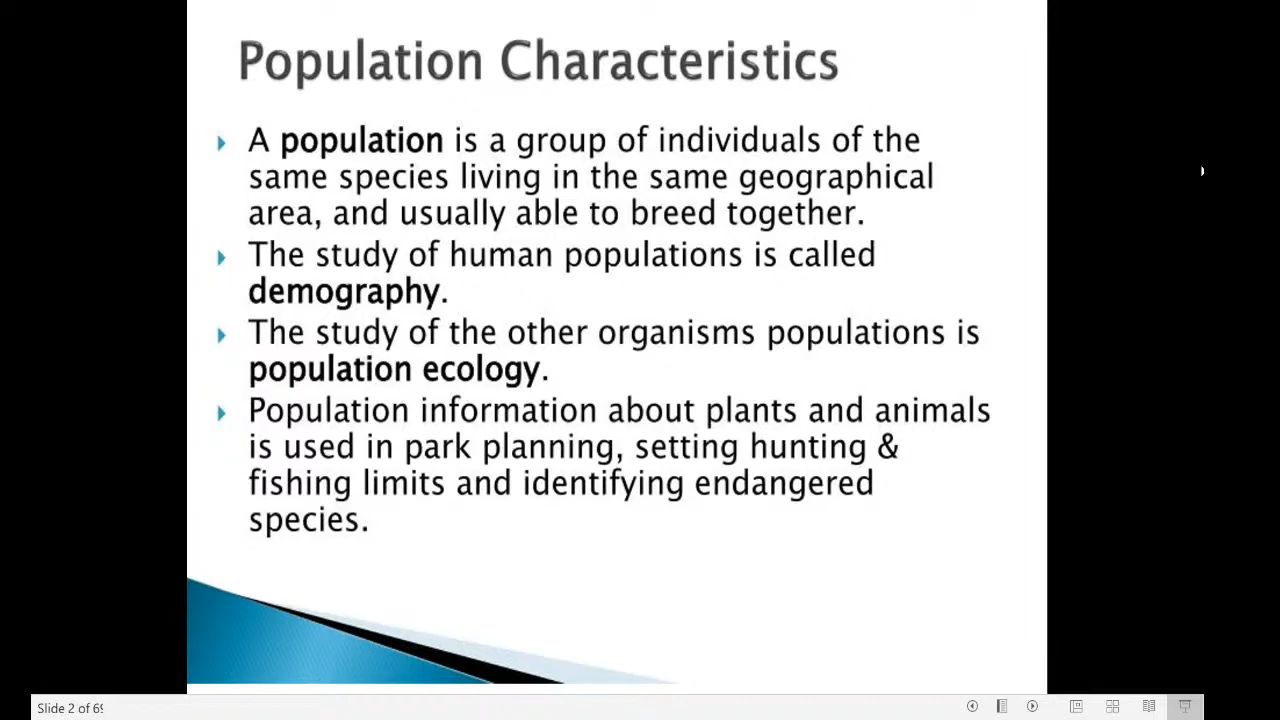 Population Characteristics
A population is a group of individuals of the
same species living in the same geographical
area, and usually able to breed together.
The study of human populations is called
demography.
The study of the other organisms populations is
population ecology.
Population information about plants and animals
is used in park planning, setting hunting &
fishing limits and identifying endangered
species.
Slide 2 of 69